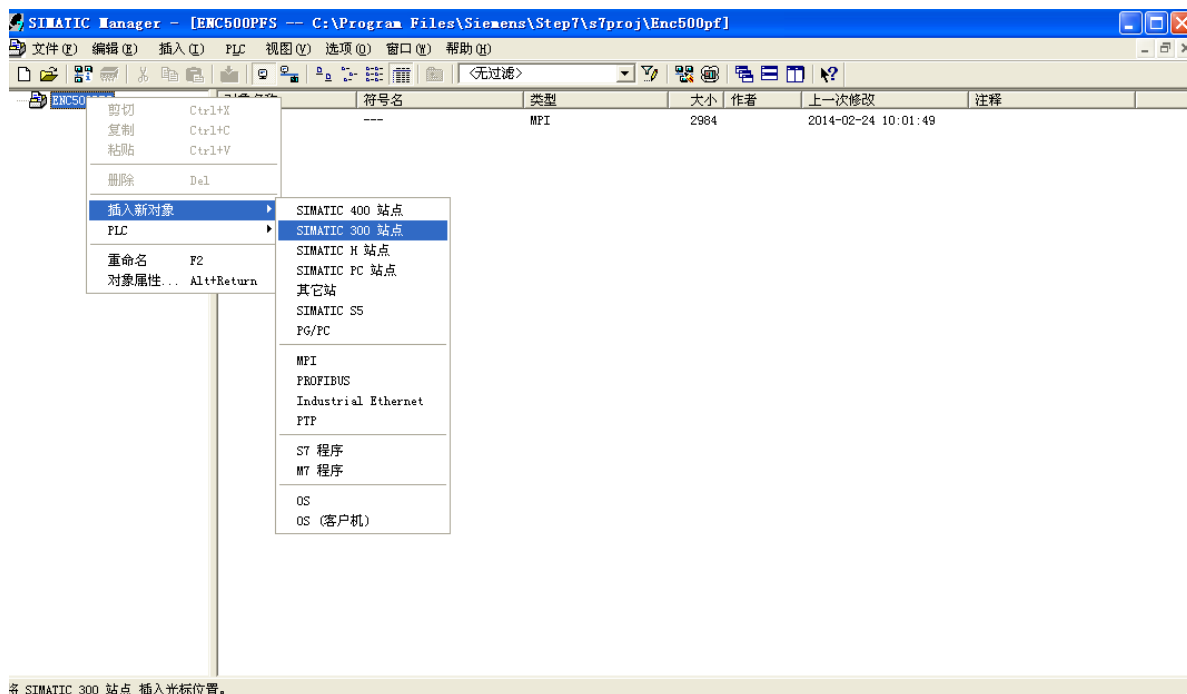 SIMATIC Manager - [ENC500PFS -- C:\Program Files\Siemens\Step7\s7proj\Enc500pf]
文件(F) 编辑(E) 插入(I) PLC 视图(V) 选项(O) 窗口(W) 帮助(H)
<无过滤>
ENC50
符号名 类型 大小 作者 上一次修改 注释
--- MPI 2984 2014-02-24 10:01:49
剪切 Ctrl+X
复制 Ctrl+C
粘贴 Ctrl+V
删除 Del
插入新对象
PLC
重命名 F2
对象属性... Alt+Return
SIMATIC 400 站点
SIMATIC 300 站点
SIMATIC H 站点
SIMATIC PC 站点
其它站
SIMATIC S5
PG/PC
MPI
PROFIBUS
Industrial Ethernet
PTP
S7 程序
M7 程序
OS
OS (客户机)
SIMATIC 300 站点 插入光标位置。